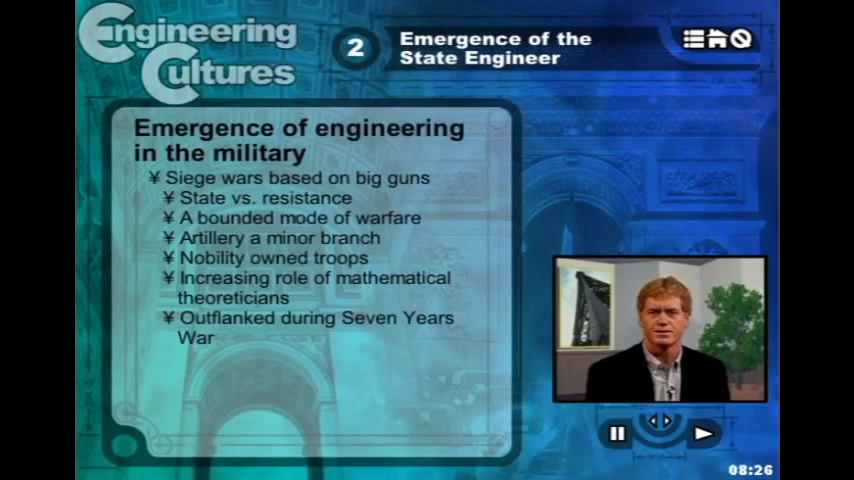 Engineering
Cultures
2
Emergence of the
State Engineer
Emergence of engineering
in the military
¥ Siege wars based on big guns
¥ State vs. resistance
¥ A bounded mode of warfare
¥ Artillery a minor branch
¥ Nobility owned troops
¥ Increasing role of mathematical
theoreticians
¥ Outflanked during Seven Years
War
08:26